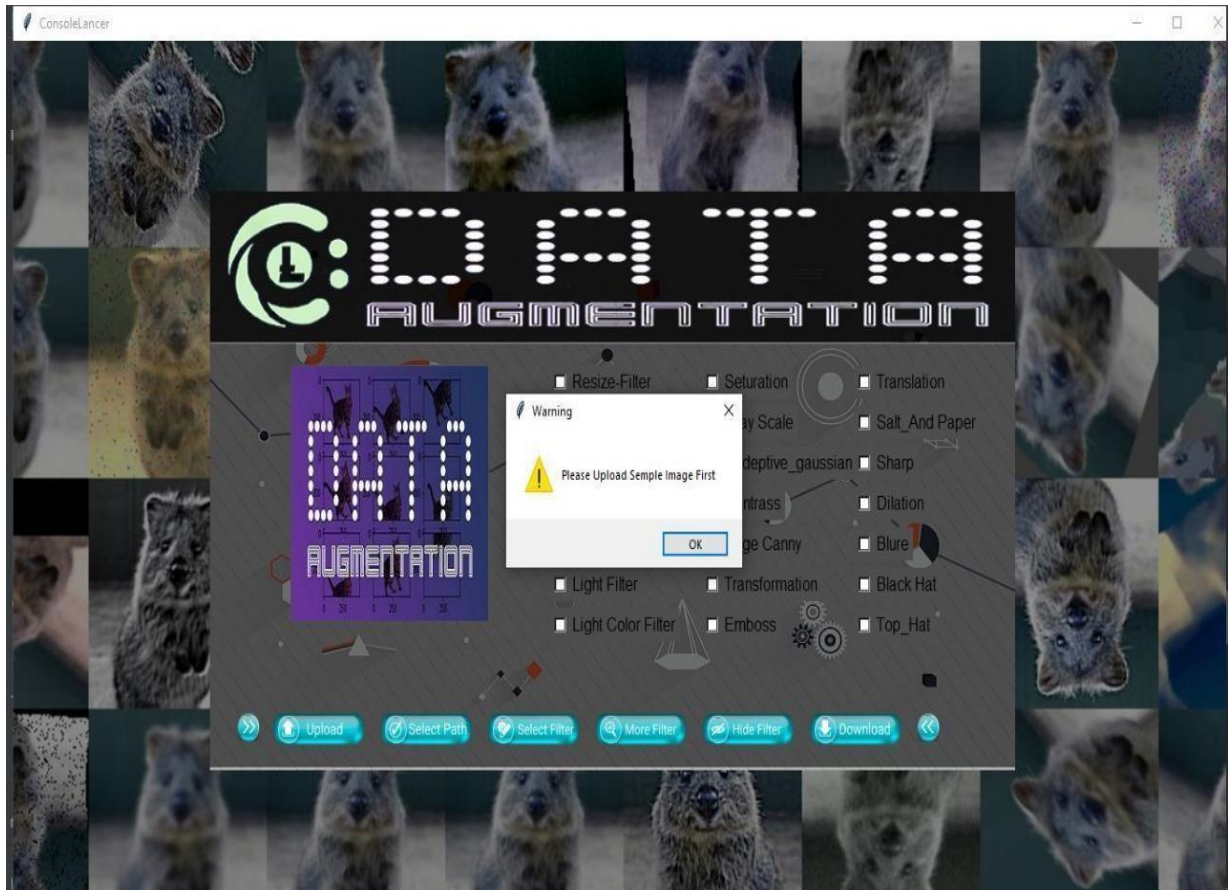 ConsoleLancer
DATA
AUGMENTATION
Resize-Filter Seturation Translation
Warning
ay Scale Salt_And Paper
Please Upload Semple Image First
deptive_gaussian Sharp
ntrass Dilation
OK
ge Canny Blure
Light Filter Transformation Black Hat
Light Color Filter Emboss Top_Hat
DATA
AUGMENTATION
Upload Select Path Select Filter More Filter Hide Filter Download